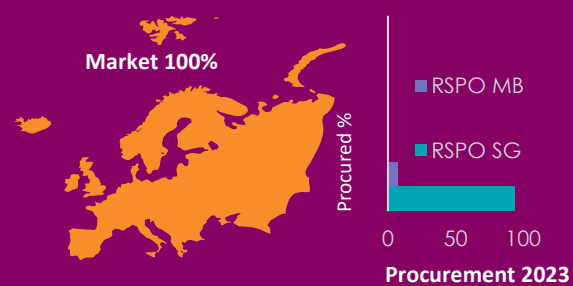 Market 100%
Procured %
RSPO MB
RSPO SG
0 50 100
Procurement 2023